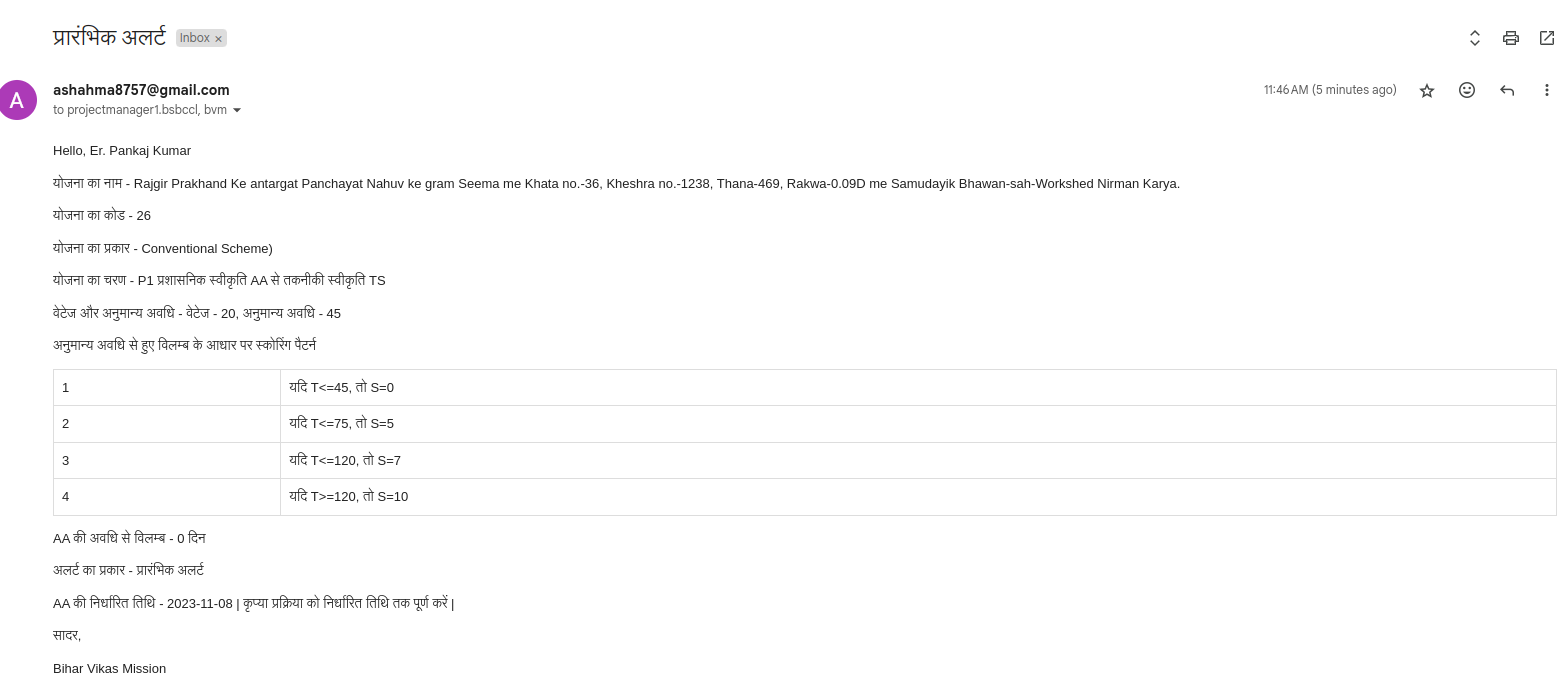 प्रारंभिक अलर्ट Inbox ×
A
ashahma8757@gmail.com 11:46 AM (5 minutes ago)
to projectmanager1.bsbccl, bvm
Hello, Er. Pankaj Kumar
योजना का नाम - Rajgir Prakhand Ke antargat Panchayat Nahuv ke gram Seema me Khata no.-36, Kheshra no.-1238, Thana-469, Rakwa-0.09D me Samudayik Bhawan-sah-Workshed Nirman Karya.
योजना का कोड - 26
योजना का प्रकार - Conventional Scheme)
योजना का चरण - P1 प्रशासनिक स्वीकृति AA से तकनीकी स्वीकृति TS
वेटेज और अनुमान्य अवधि - वेटेज - 20, अनुमान्य अवधि - 45
अनुमान्य अवधि से हुए विलम्ब के आधार पर स्कोरिंग पैटर्न
1 यदि T<=45, तो S=0
2 यदि T<=75, तो S=5
3 यदि T<=120, तो S=7
4 यदि T>=120, तो S=10
AA की अवधि से विलम्ब - 0 दिन
अलर्ट का प्रकार - प्रारंभिक अलर्ट
AA की निर्धारित तिथि - 2023-11-08 | कृप्या प्रक्रिया को निर्धारित तिथि तक पूर्ण करें |
सादर,
Bihar Vikas Mission